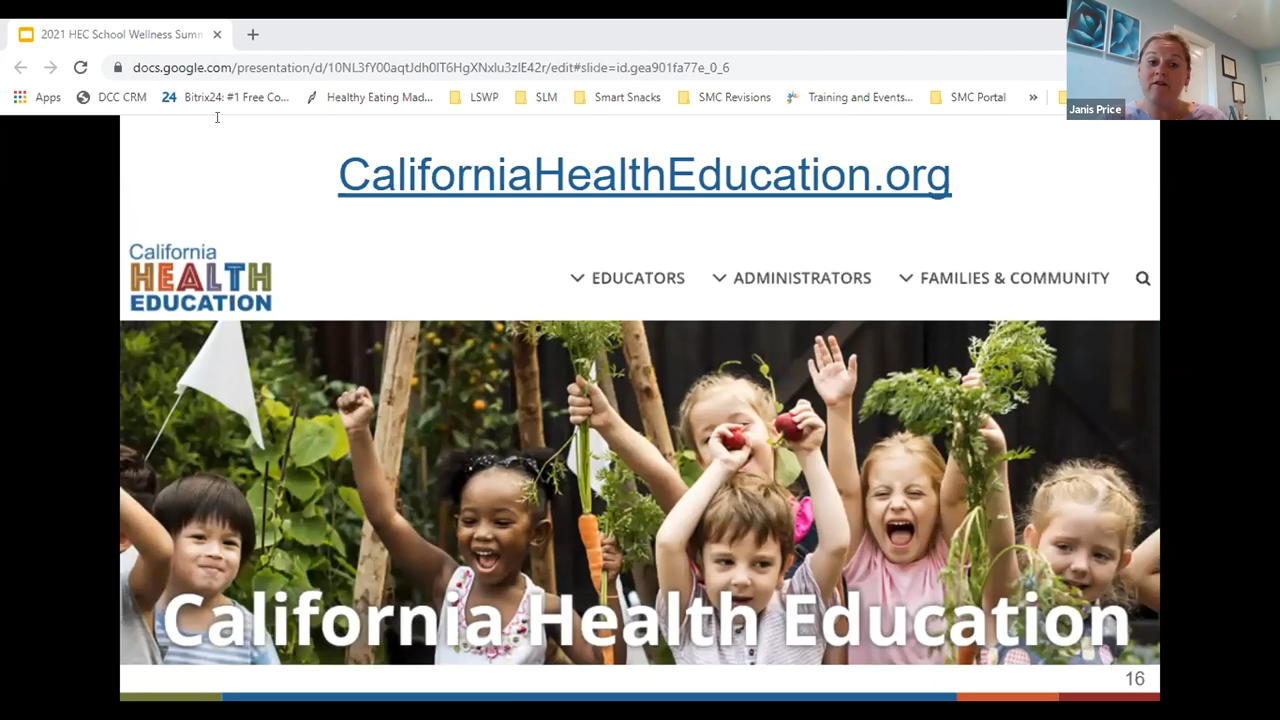 2021 HEC School Wellness Summ
docs.google.com/presentation/d/10NL3fY00aqtJdh0lT6HgXNxlu3zlE42r/edit#slide=id.gea901fa77e_0_6
Apps DCC CRM 24 Bitrix24: #1 Free Co... Healthy Eating Mad... LSWP SLM Smart Snacks SMC Revisions Training and Events... SMC Portal »
Janis Price
CaliforniaHealthEducation.org
California
HEALTH
EDUCATION
EDUCATORS ADMINISTRATORS FAMILIES & COMMUNITY
California Health Education
16